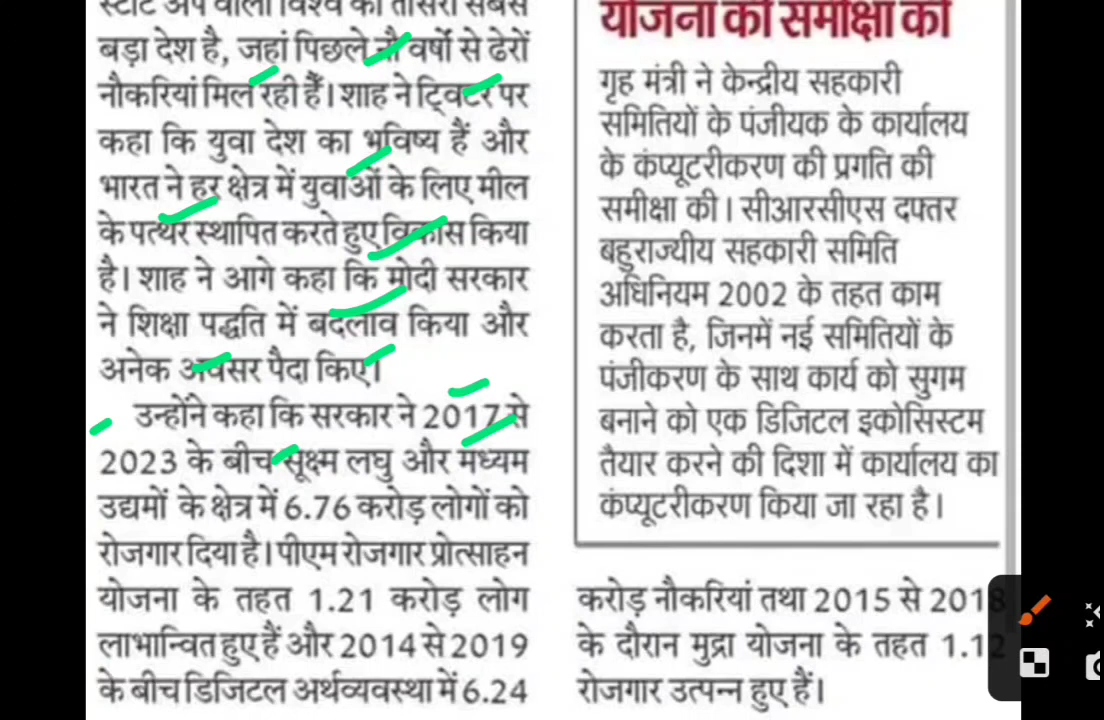 स्टार्ट अप वाला विश्व का तीसरा सबसे
बड़ा देश है, जहां पिछले नौ वर्षों से ढेरों
नौकरियां मिल रही हैं। शाह ने ट्विटर पर
कहा कि युवा देश का भविष्य हैं और
भारत ने हर क्षेत्र में युवाओं के लिए मील
के पत्थर स्थापित करते हुए विकास किया
है। शाह ने आगे कहा कि मोदी सरकार
ने शिक्षा पद्धति में बदलाव किया और
अनेक अवसर पैदा किए।
उन्होंने कहा कि सरकार ने 2017 से
2023 के बीच सूक्ष्म लघु और मध्यम
उद्यमों के क्षेत्र में 6.76 करोड़ लोगों को
रोजगार दिया है। पीएम रोजगार प्रोत्साहन
योजना के तहत 1.21 करोड़ लोग
लाभान्वित हुए हैं और 2014 से 2019
के बीच डिजिटल अर्थव्यवस्था में 6.24
करोड़ नौकरियां तथा 2015 से 2018
के दौरान मुद्रा योजना के तहत 1.12
रोजगार उत्पन्न हुए हैं।
योजना की समीक्षा की
गृह मंत्री ने केन्द्रीय सहकारी
समितियों के पंजीयक के कार्यालय
के कंप्यूटरीकरण की प्रगति की
समीक्षा की। सीआरसीएस दफ्तर
बहुराज्यीय सहकारी समिति
अधिनियम 2002 के तहत काम
करता है, जिनमें नई समितियों के
पंजीकरण के साथ कार्य को सुगम
बनाने को एक डिजिटल इकोसिस्टम
तैयार करने की दिशा में कार्यालय का
कंप्यूटरीकरण किया जा रहा है।